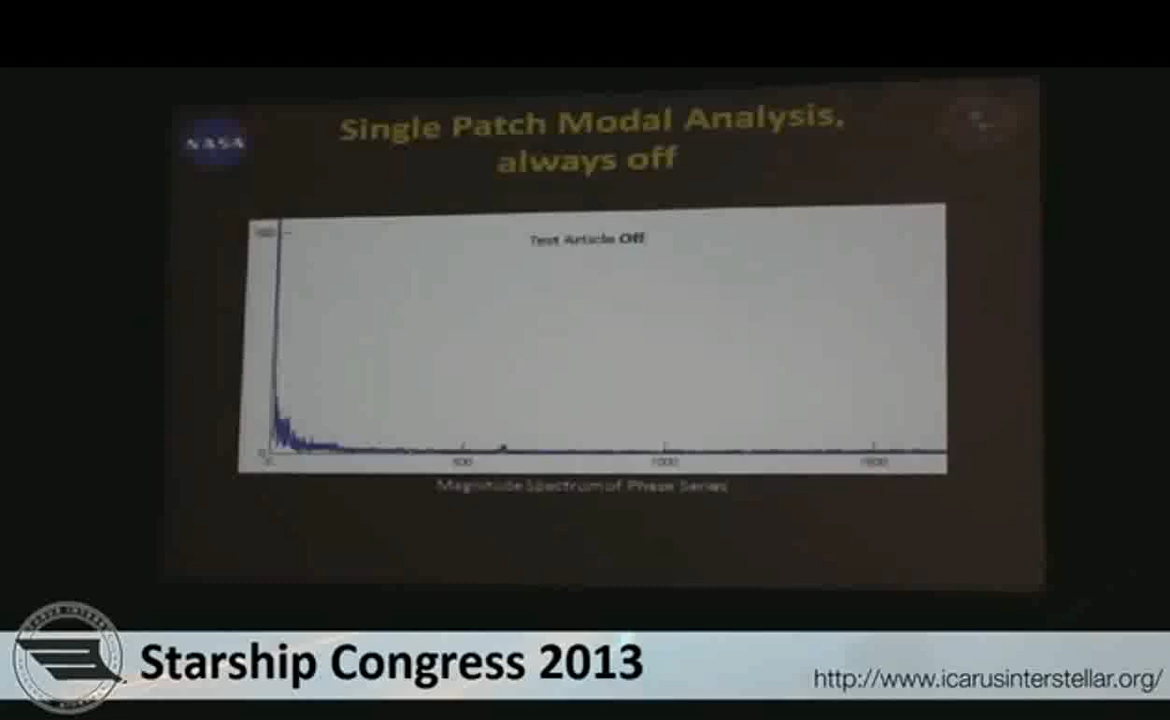 NASA
Single Patch Modal Analysis,
always off
Test Article Off
0
500
1000
1500
Magnitude Spectrum of Phase Series
Starship Congress 2013
http://www.icarusinterstellar.org/